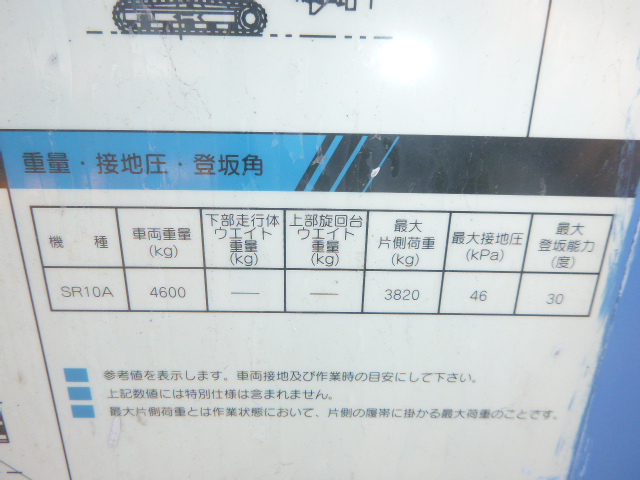 重量・接地圧・登坂角
機 種
車両重量
(kg)
下部走行体
ウエイト
重量
(kg)
上部旋回台
ウエイト
重量
(kg)
最大
片側荷重
(kg)
最大接地圧
(kPa)
最大
登坂能力
(度)
SR10A 4600 — — 3820 46 30
参考値を表示します。車両接地及び作業時の目安にして下さい。
上記数値には特別仕様は含まれません。
最大片側荷重とは作業状態において、片側の履帯に掛かる最大荷重のことです。